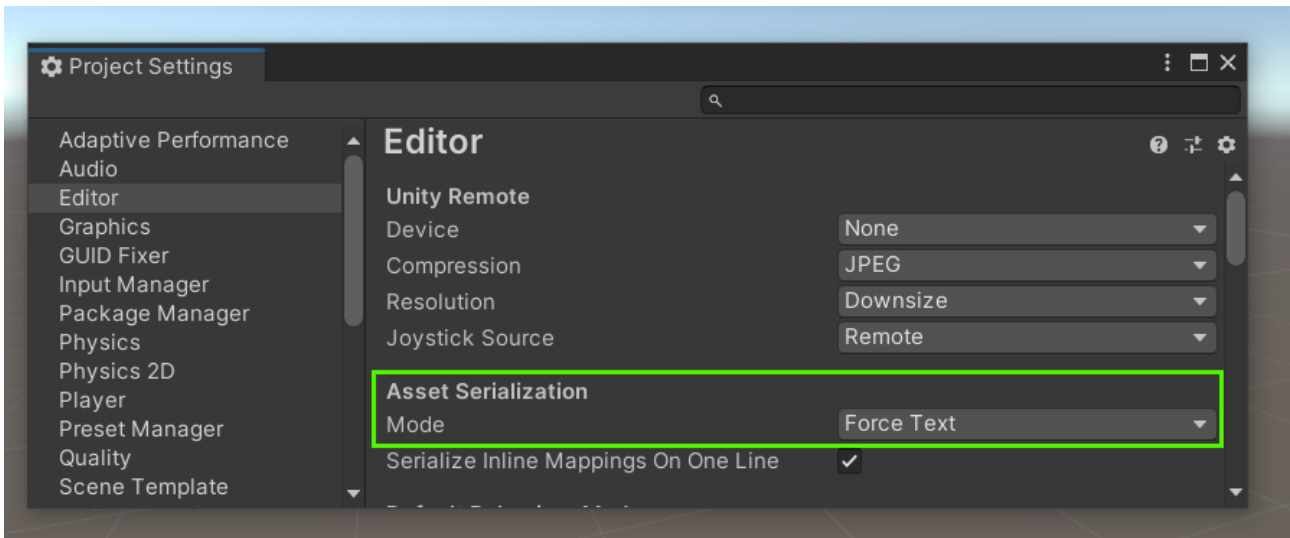 Project Settings
Adaptive Performance
Audio
Editor
Graphics
GUID Fixer
Input Manager
Package Manager
Physics
Physics 2D
Player
Preset Manager
Quality
Scene Template
Editor
Unity Remote
Device None
Compression JPEG
Resolution Downsize
Joystick Source Remote
Asset Serialization
Mode Force Text
Serialize Inline Mappings On One Line